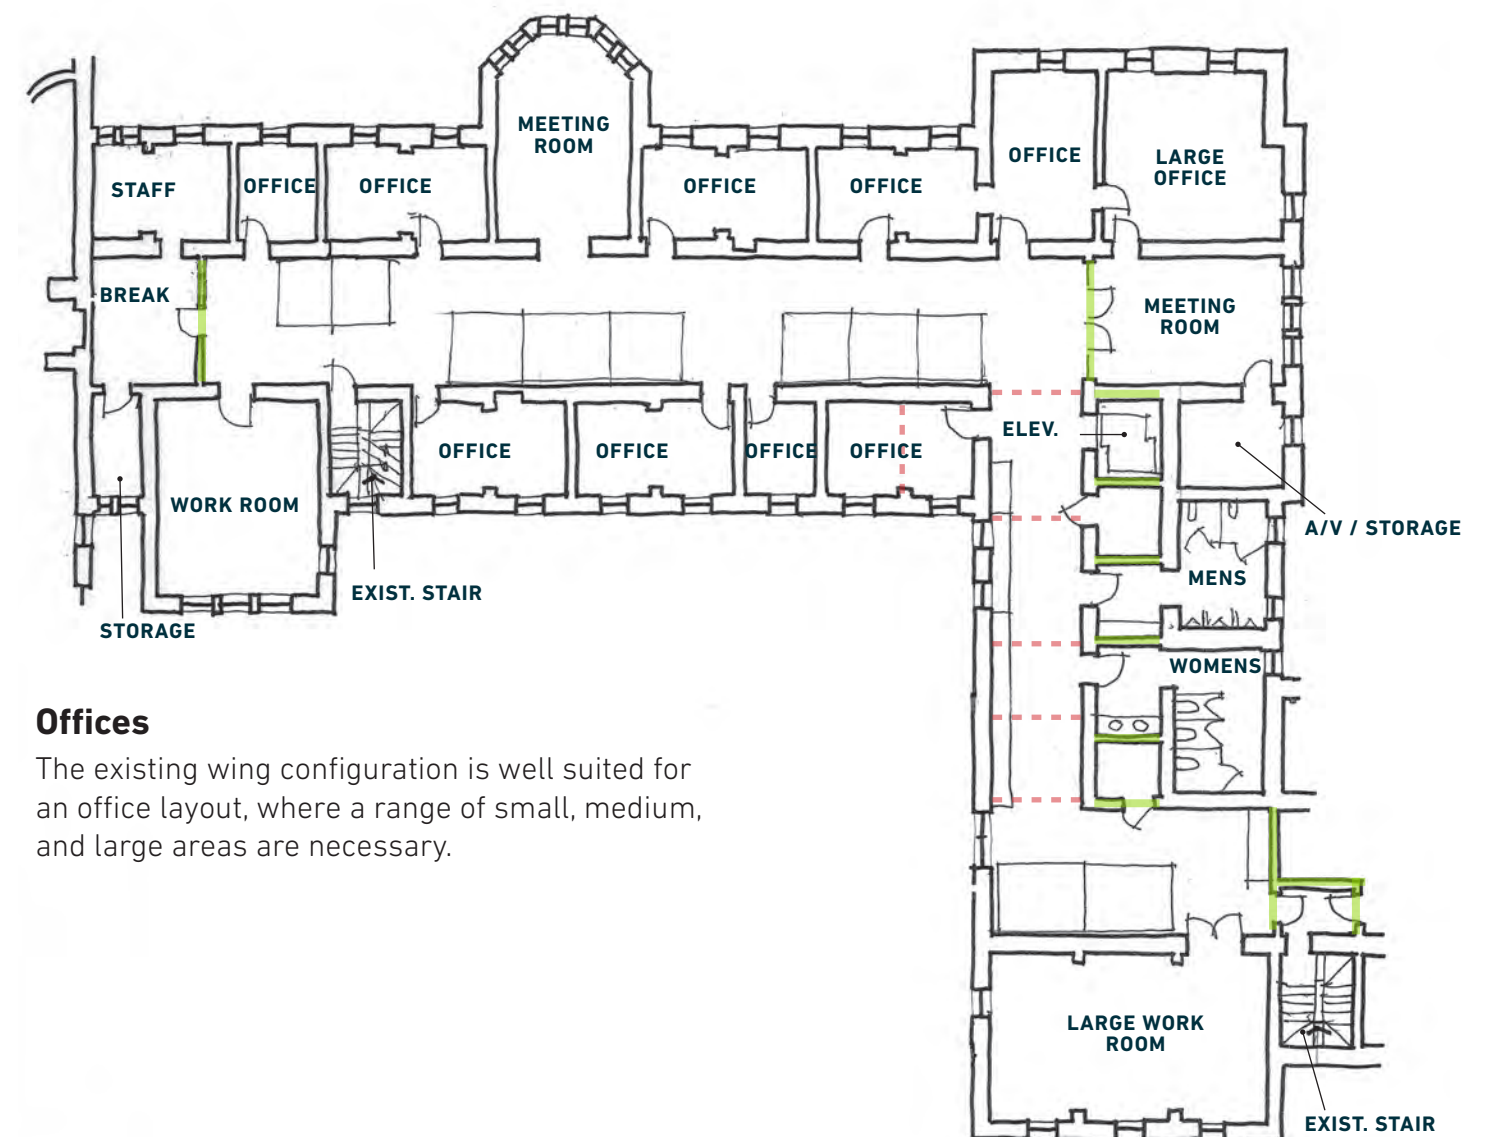 MEETING
ROOM
OFFICE
LARGE
OFFICE
STAFF
OFFICE
OFFICE
OFFICE
OFFICE
BREAK
MEETING
ROOM
ELEV.
OFFICE
OFFICE
OFFICE
OFFICE
WORK ROOM
A/V / STORAGE
MENS
EXIST. STAIR
STORAGE
WOMENS
Offices
The existing wing configuration is well suited for
an office layout, where a range of small, medium,
and large areas are necessary.
LARGE WORK
ROOM
EXIST. STAIR